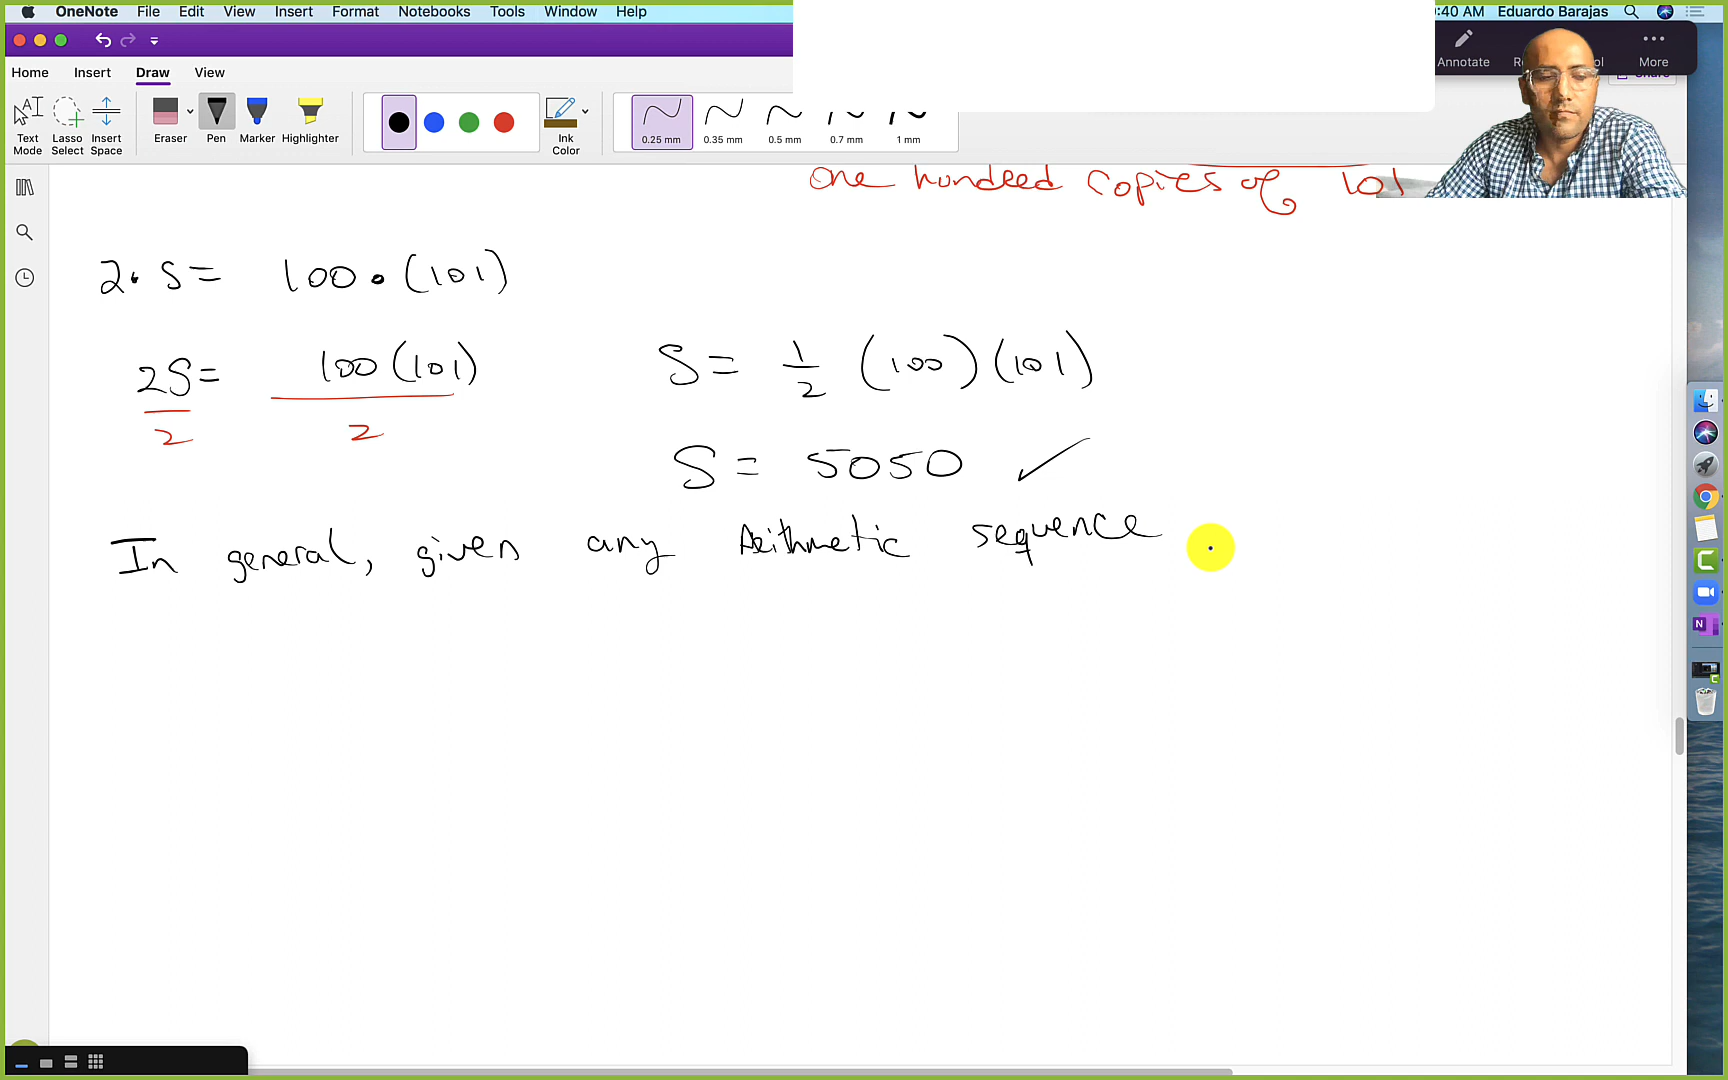 OneNote File Edit View Insert Format Notebooks Tools Window Help
:40 AM Eduardo Barajas
Home Insert Draw View
Annotate More
Share
Text Mode
Lasso Select
Insert Space
Eraser
Pen
Marker
Highlighter
Ink Color
0.25 mm 0.35 mm 0.5 mm 0.7 mm 1 mm
one hundred copies of 101
2· S = 100 • (101)
2S = 100 (101)
2 2
S = 1/2 (100) (101)
S = 5050 ✓
In general, given any Arithmetic sequence